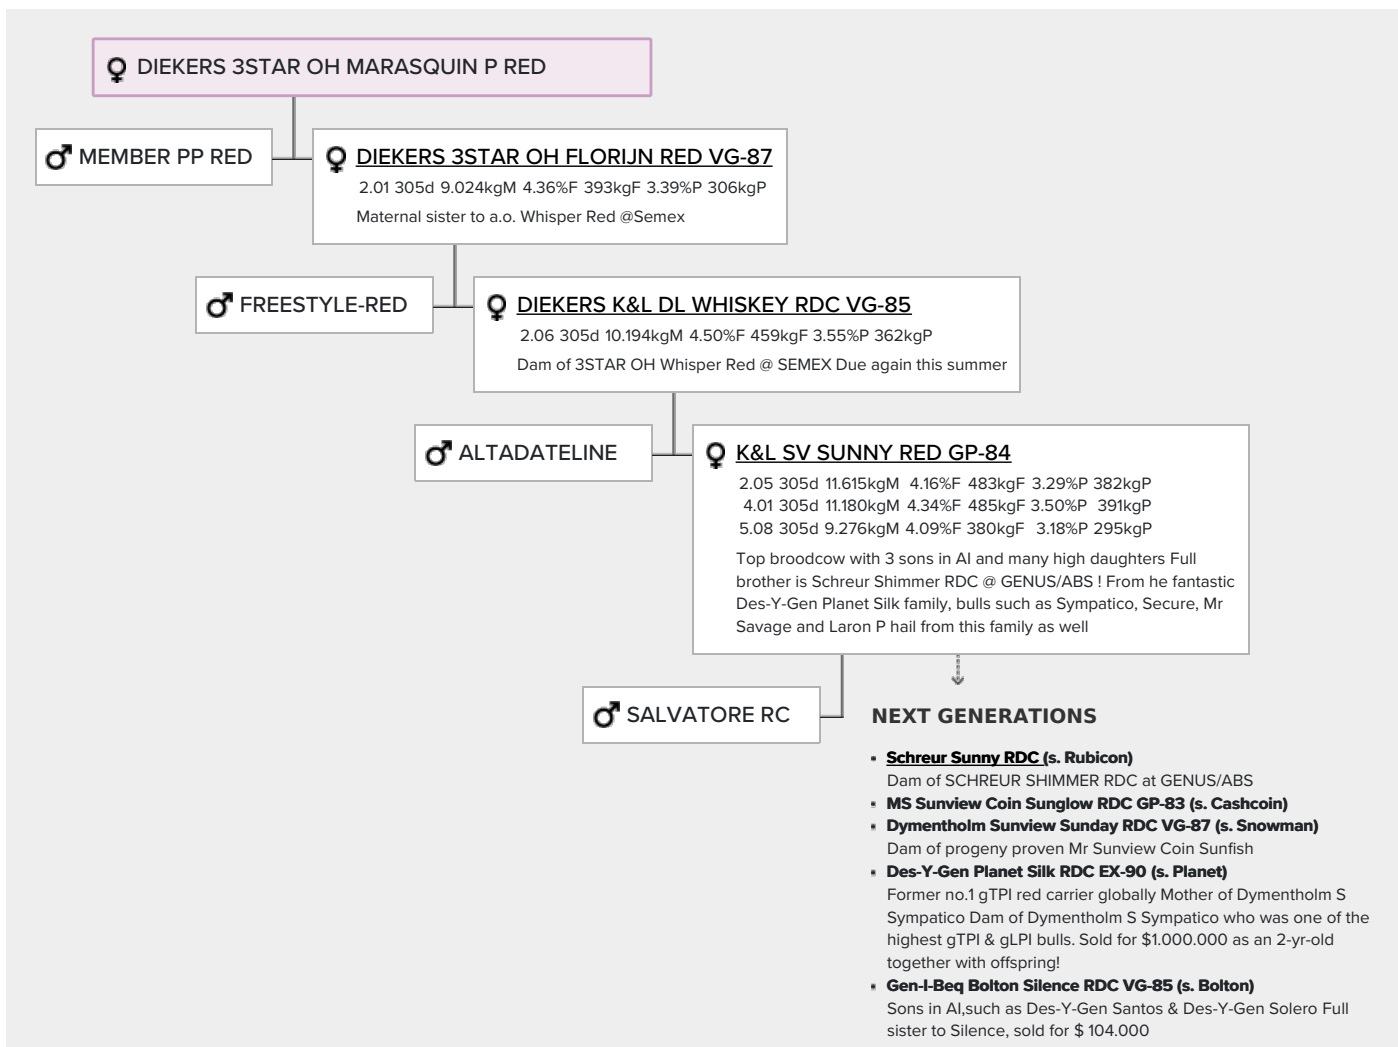 DIEKERS 3STAR OH MARASQUIN P RED
MEMBER PP RED
DIEKERS 3STAR OH FLORIJN RED VG-87
2.01 305d 9.024kgM 4.36%F 393kgF 3.39%P 306kgP
Maternal sister to a.o. Whisper Red @Semex
FREESTYLE-RED
DIEKERS K&L DL WHISKEY RDC VG-85
2.06 305d 10.194kgM 4.50%F 459kgF 3.55%P 362kgP
Dam of 3STAR OH Whisper Red @ SEMEX Due again this summer
ALTADATELINE
K&L SV SUNNY RED GP-84
2.05 305d 11.615kgM 4.16%F 483kgF 3.29%P 382kgP
4.01 305d 11.180kgM 4.34%F 485kgF 3.50%P 391kgP
5.08 305d 9.276kgM 4.09%F 380kgF 3.18%P 295kgP
Top broodcow with 3 sons in AI and many high daughters Full
brother is Schreur Shimmer RDC @ GENUS/ABS ! From he fantastic
Des-Y-Gen Planet Silk family, bulls such as Sympatico, Secure, Mr
Savage and Laron P hail from this family as well
SALVATORE RC
NEXT GENERATIONS
Schreur Sunny RDC (s. Rubicon)
Dam of SCHREUR SHIMMER RDC at GENUS/ABS
MS Sunview Coin Sunglow RDC GP-83 (s. Cashcoin)
Dymentholm Sunview Sunday RDC VG-87 (s. Snowman)
Dam of progeny proven Mr Sunview Coin Sunfish
Des-Y-Gen Planet Silk RDC EX-90 (s. Planet)
Former no.1 gTPI red carrier globally Mother of Dymentholm S
Sympatico Dam of Dymentholm S Sympatico who was one of the
highest gTPI & gLPI bulls. Sold for $1.000.000 as an 2-yr-old
together with offspring!
Gen-I-Beq Bolton Silence RDC VG-85 (s. Bolton)
Sons in AI,such as Des-Y-Gen Santos & Des-Y-Gen Solero Full
sister to Silence, sold for $ 104.000